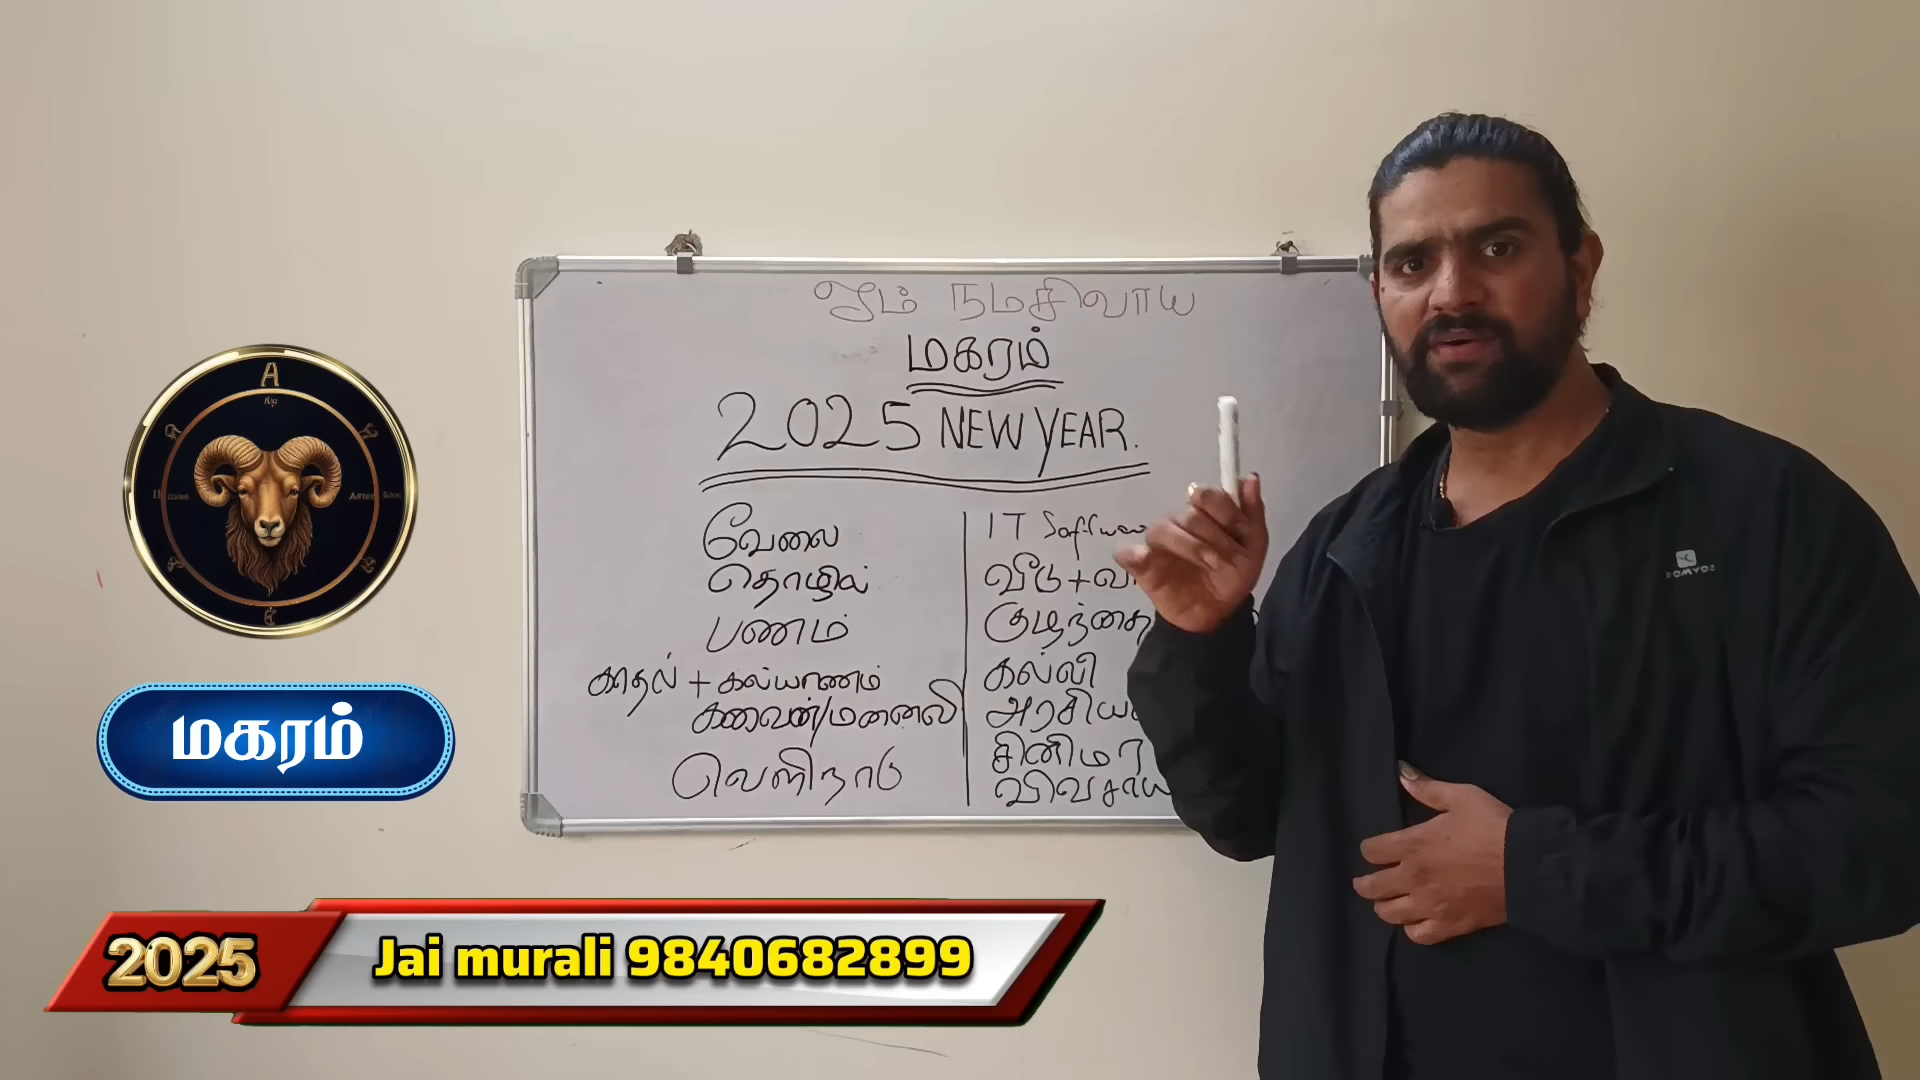 ஓம் நமசிவாய
மகரம்
2025 NEW YEAR.
வேலை
தொழில்
பணம்
காதல் + கல்யாணம்
கணவன்/மனைவி
வெளிநாடு
IT
வீடு +
குழந்தை
கல்வி
சினிமா
A
மகரம்
2025
Jai murali 9840682899